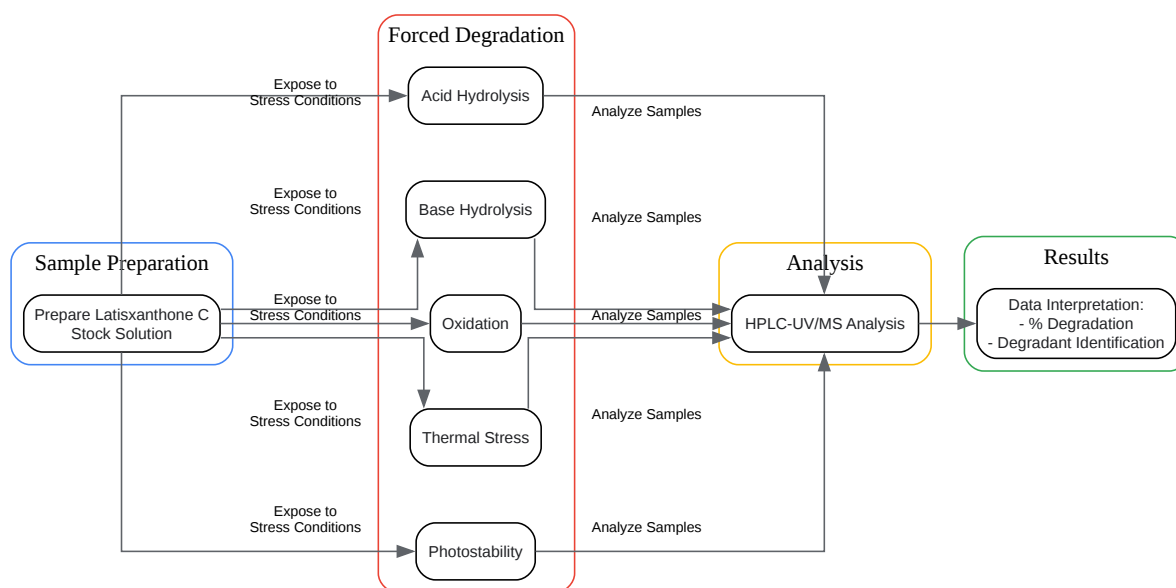 Forced Degradation
Expose to
Stress Conditions
Acid Hydrolysis
Analyze Samples
Expose to
Stress Conditions
Base Hydrolysis
Analyze Samples
Sample Preparation
Prepare Latisxanthone C
Stock Solution
Expose to
Stress Conditions
Oxidation
Analyze Samples
Analysis
HPLC-UV/MS Analysis
Results
Data Interpretation:
- % Degradation
- Degradant Identification
Expose to
Stress Conditions
Thermal Stress
Analyze Samples
Expose to
Stress Conditions
Photostability
Analyze Samples